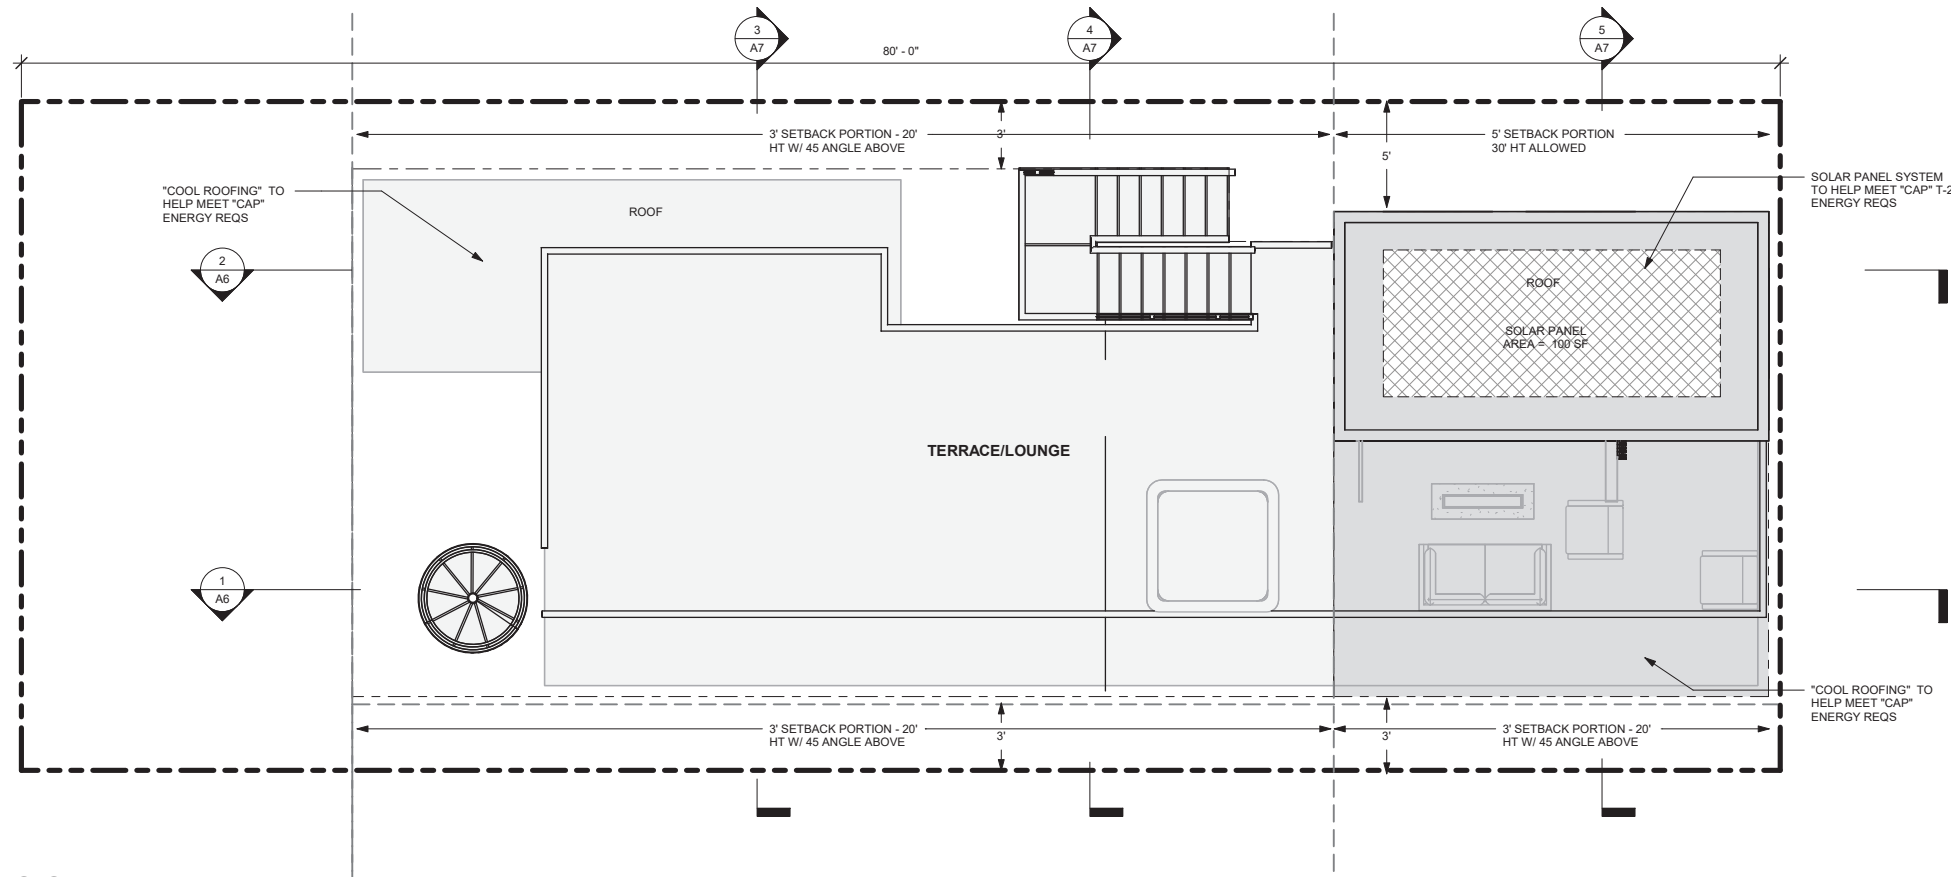 3
A7
80' - 0"
4
A7
5
A7
3' SETBACK PORTION - 20'
HT W/ 45 ANGLE ABOVE
3'
5' SETBACK PORTION
30' HT ALLOWED
5'
"COOL ROOFING" TO
HELP MEET "CAP"
ENERGY REQS
ROOF
SOLAR PANEL SYSTEM
TO HELP MEET "CAP" T-2
ENERGY REQS
2
A6
ROOF
SOLAR PANEL
AREA = 100 SF
TERRACE/LOUNGE
1
A6
"COOL ROOFING" TO
HELP MEET "CAP"
ENERGY REQS
3' SETBACK PORTION - 20'
HT W/ 45 ANGLE ABOVE
3'
3'
3' SETBACK PORTION - 20'
HT W/ 45 ANGLE ABOVE